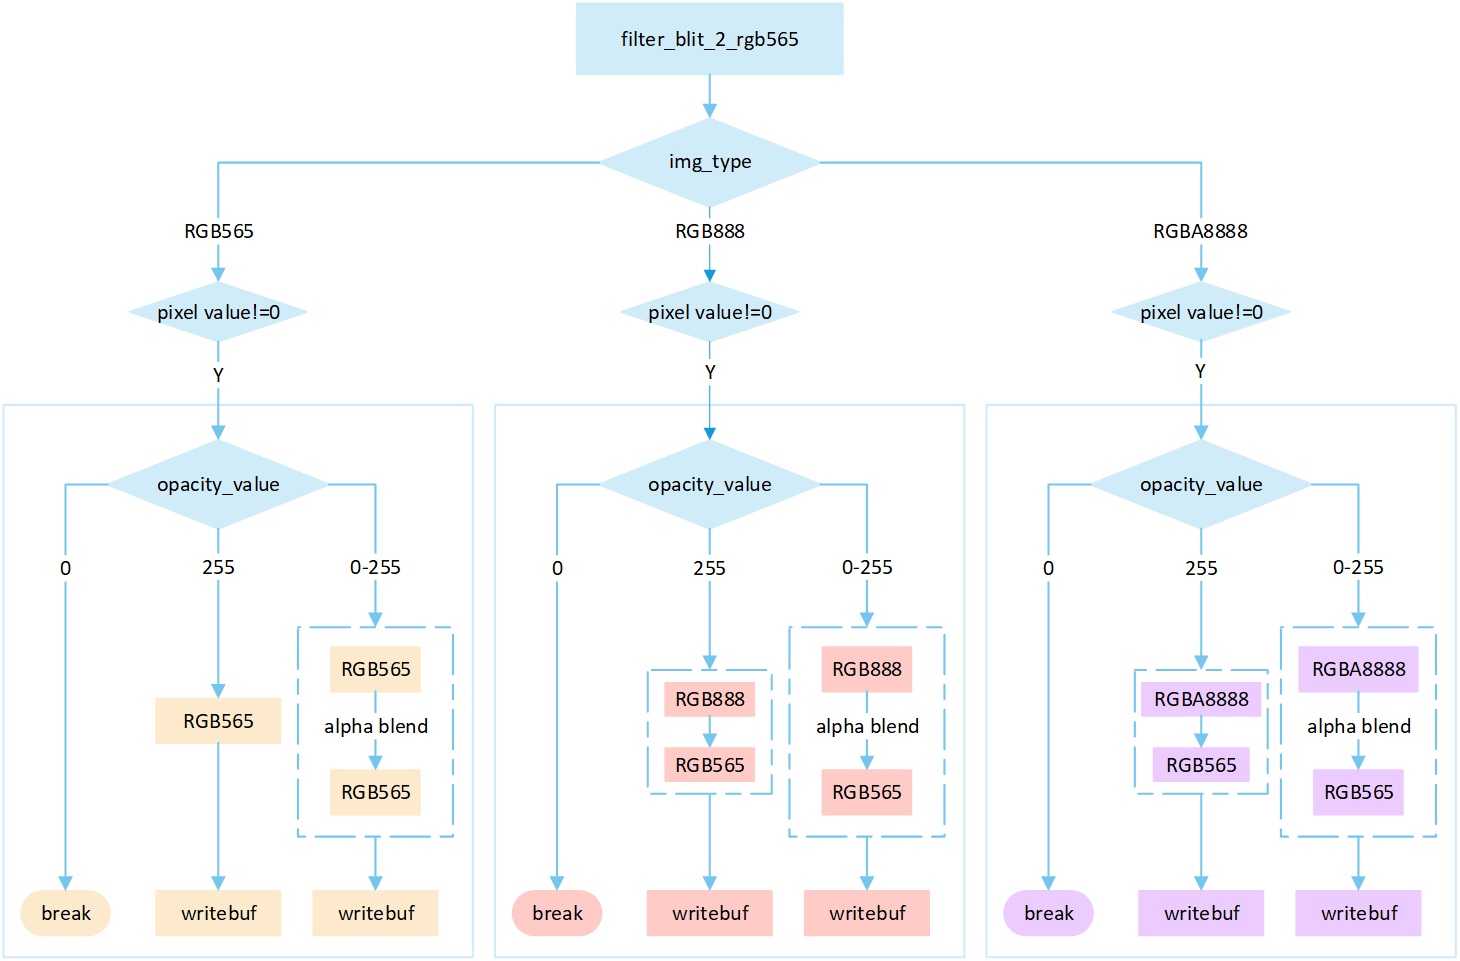 filter_blit_2_rgb565
img_type
RGB565
RGB888
RGBA8888
pixel value!=0
pixel value!=0
pixel value!=0
Y
Y
Y
opacity_value
opacity_value
opacity_value
0
255
0-255
0
255
0-255
0
255
0-255
RGB565
RGB565
alpha blend
RGB565
RGB888
RGB565
RGB888
alpha blend
RGB565
RGBA8888
RGB565
RGBA8888
alpha blend
RGB565
break
writebuf
writebuf
break
writebuf
writebuf
break
writebuf
writebuf